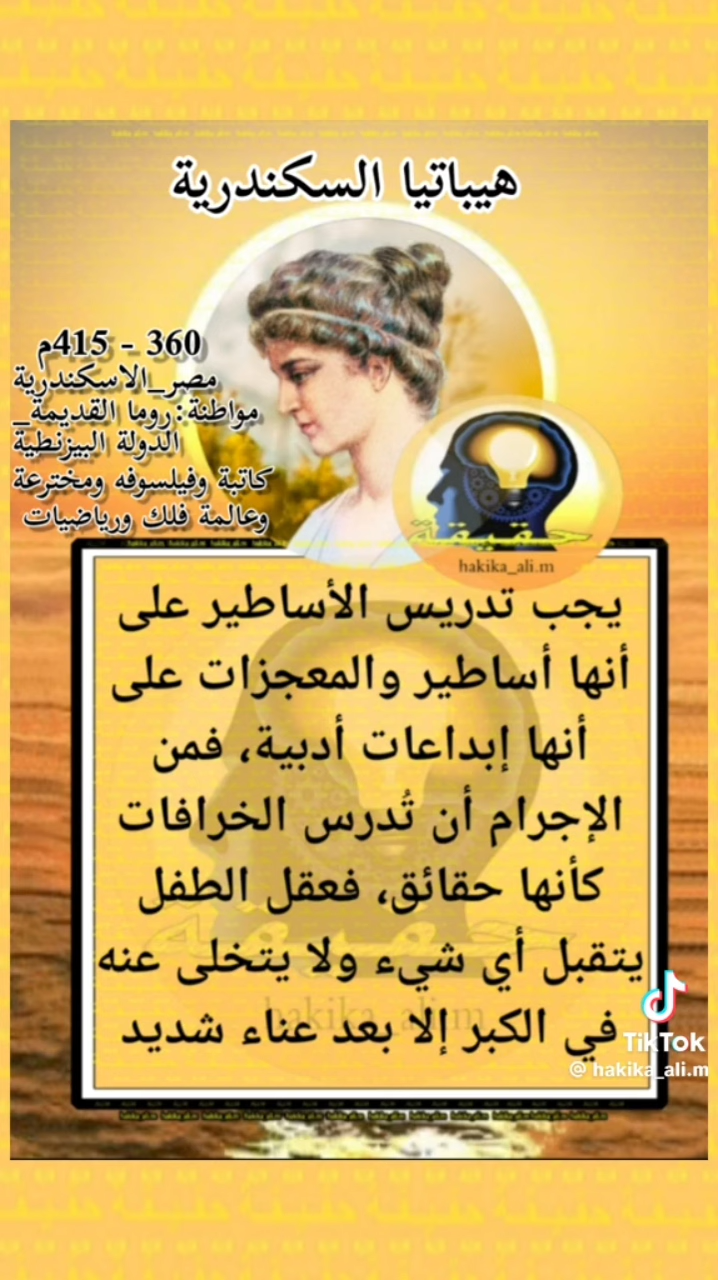 هيباتيا السكندرية
360 - 415م
مصر_الاسكندرية
مواطنة:روما القديمة_
الدولة البيزنطية
كاتبة وفيلسوفه ومخترعة
وعالمة فلك ورياضيات
حقيقة
hakika_ali.m
يجب تدريس الأساطير على
أنها أساطير والمعجزات على
أنها إبداعات أدبية، فمن
الإجرام أن تُدرس الخرافات
كأنها حقائق، فعقل الطفل
يتقبل أي شيء ولا يتخلى عنه
في الكبر إلا بعد عناء شديد
TikTok
@hakika_ali.m